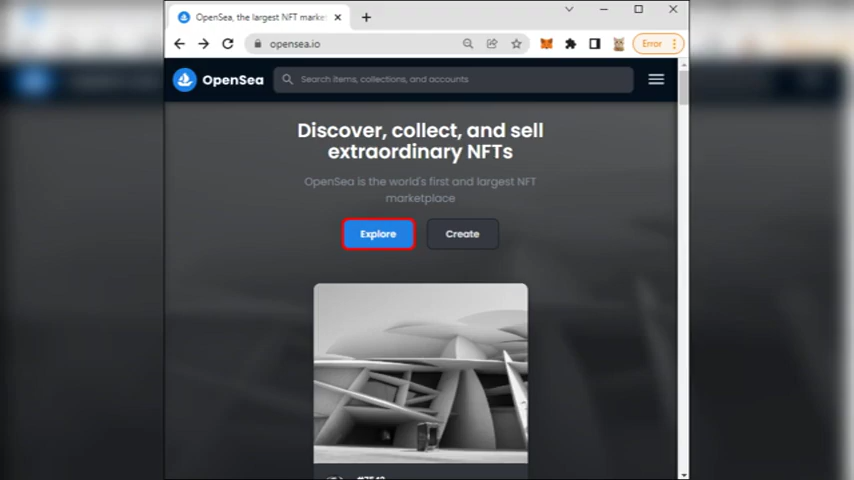 OpenSea, the largest NFT marke
opensea.io
Error
OpenSea
Search items, collections, and accounts
Discover, collect, and sell
extraordinary NFTs
OpenSea is the world's first and largest NFT
marketplace
Explore
Create